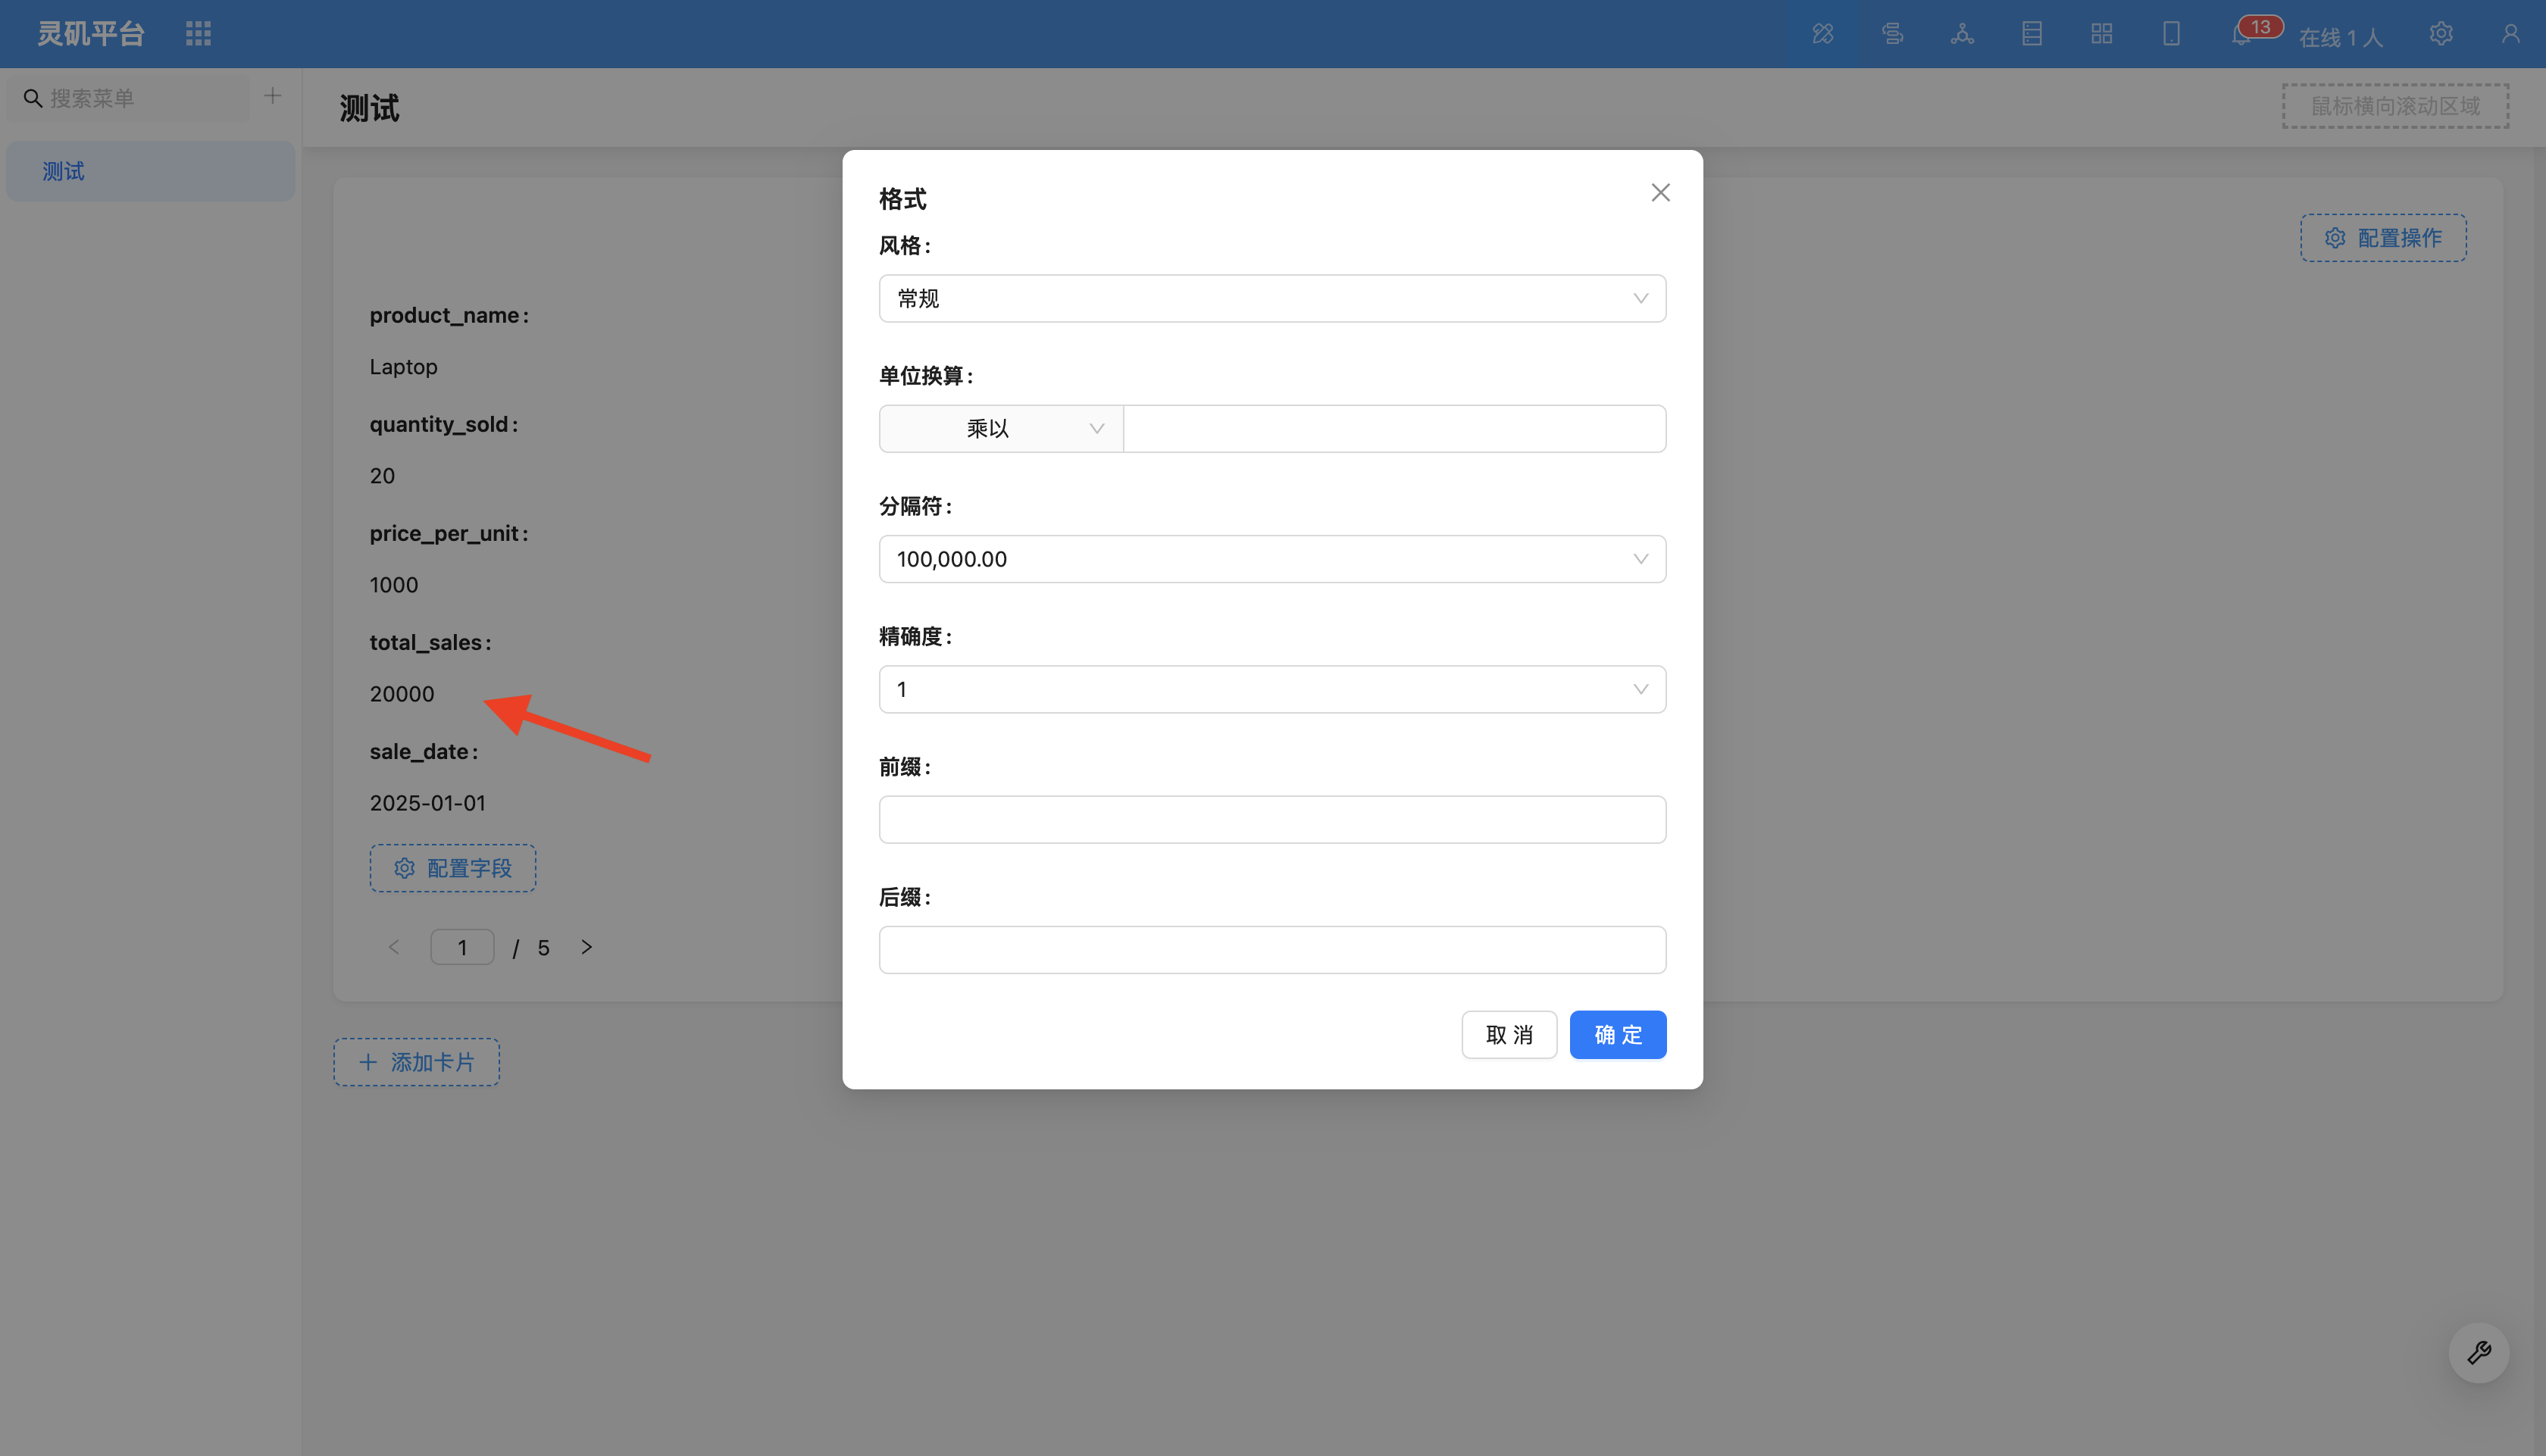 灵矶平台
13
在线 1 人
搜索菜单
测试
测试
鼠标横向滚动区域
配置操作
product_name:
Laptop
quantity_sold:
20
price_per_unit:
1000
total_sales:
20000
sale_date:
2025-01-01
配置字段
1 / 5
添加卡片
格式
风格:
常规
单位换算:
乘以
分隔符:
100,000.00
精确度:
1
前缀:
后缀:
取 消
确 定